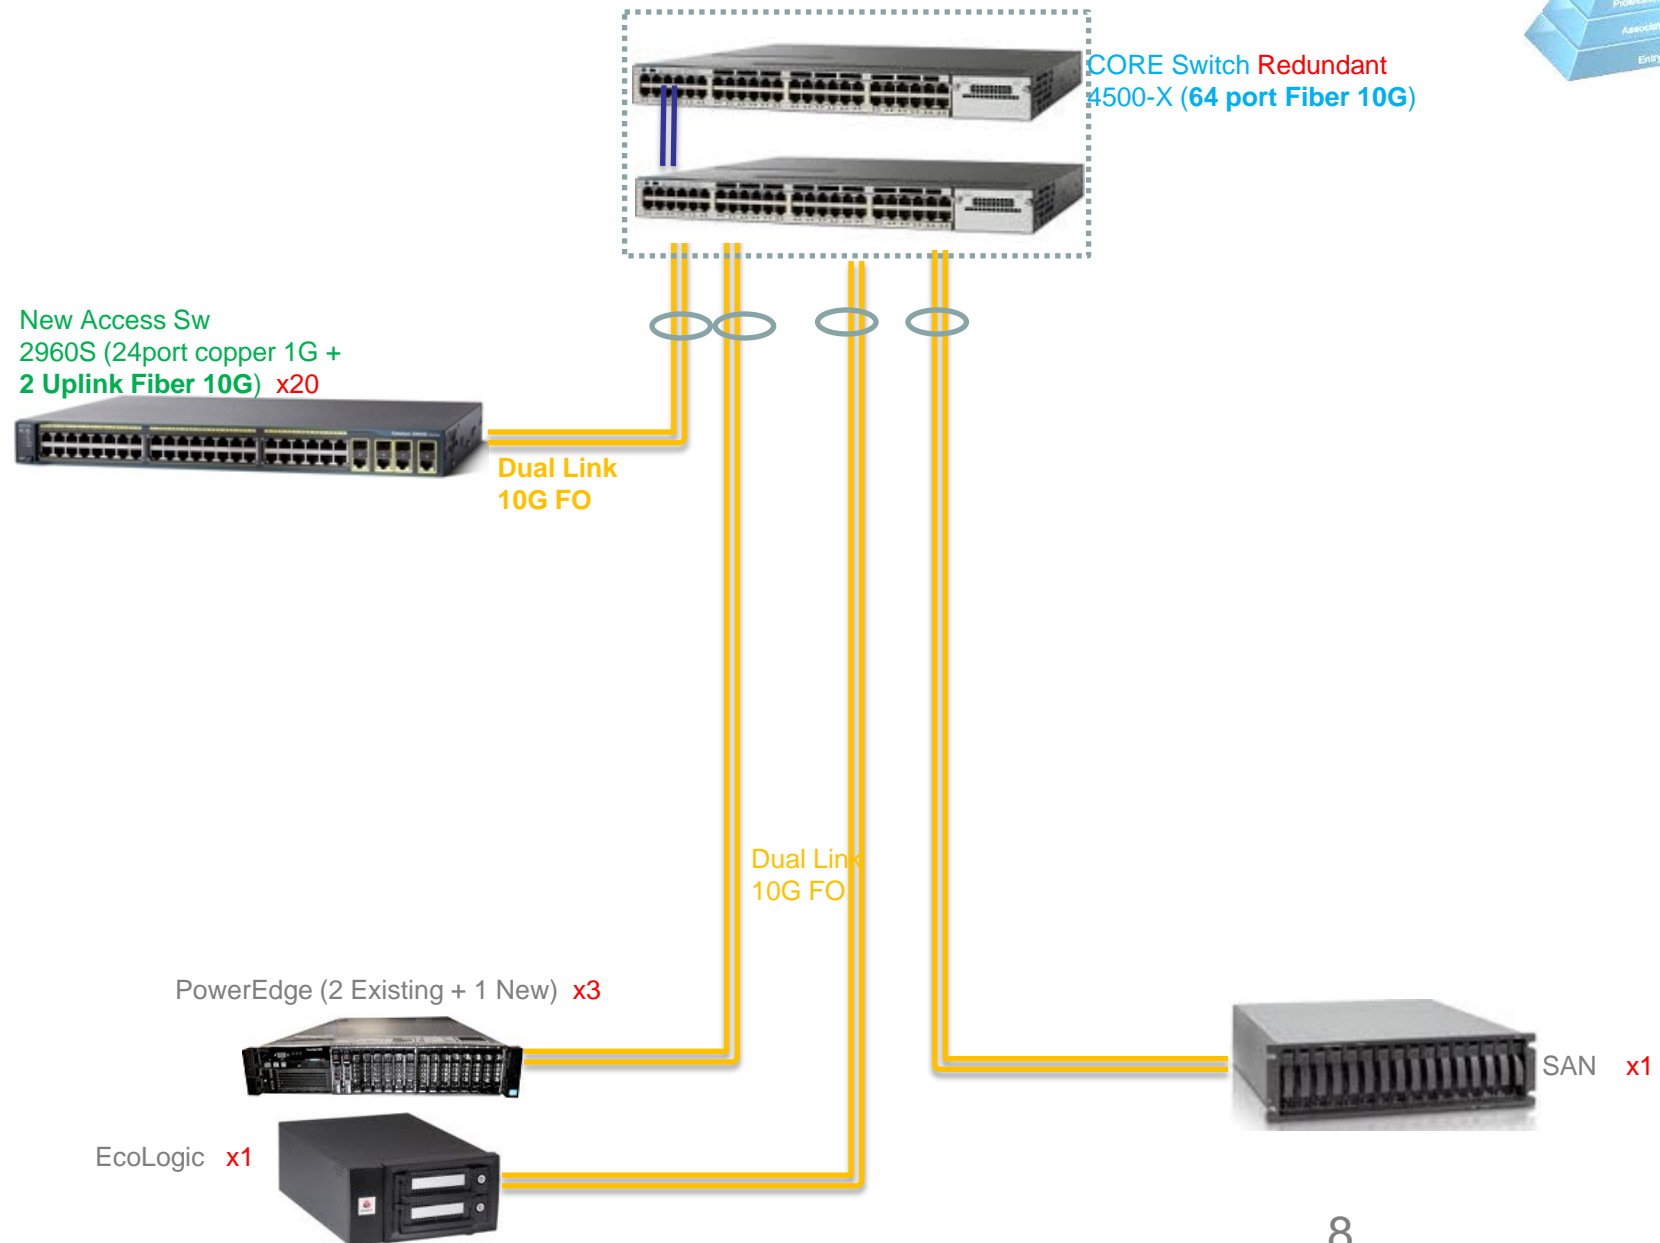 Associate
Entry
CORE Switch Redundant
4500-X (64 port Fiber 10G)
New Access Sw
2960S (24port copper 1G +
2 Uplink Fiber 10G) x20
Dual Link
10G FO
Dual Link
10G FO
PowerEdge (2 Existing + 1 New) x3
SAN x1
EcoLogic x1
8